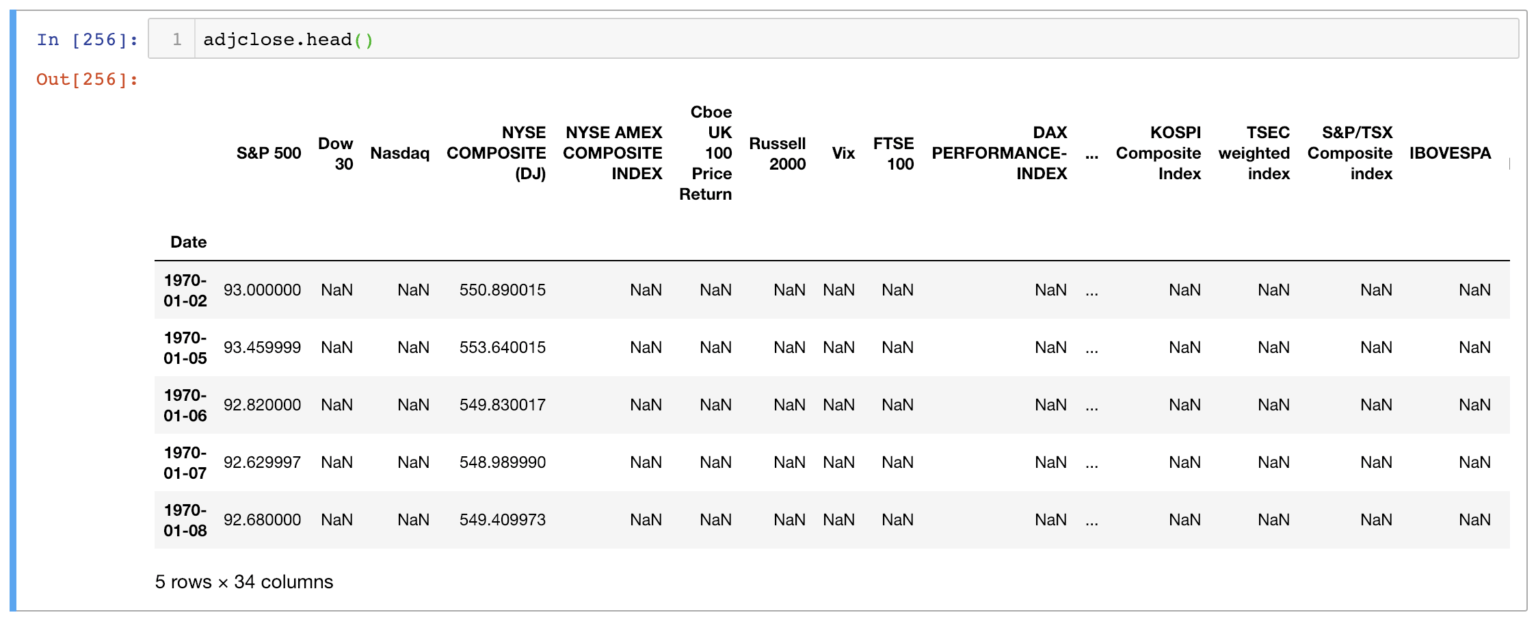 In [256]: 1 adjclose.head()
Out[256]:
S&P 500 Dow 30 Nasdaq NYSE COMPOSITE (DJ) NYSE AMEX COMPOSITE INDEX Cboe UK 100 Price Return Russell 2000 Vix FTSE 100 DAX PERFORMANCE-INDEX ... KOSPI Composite Index TSEC weighted index S&P/TSX Composite index IBOVESPA
Date
1970-01-02 93.000000 NaN NaN 550.890015 NaN NaN NaN NaN NaN NaN ... NaN NaN NaN NaN
1970-01-05 93.459999 NaN NaN 553.640015 NaN NaN NaN NaN NaN NaN ... NaN NaN NaN NaN
1970-01-06 92.820000 NaN NaN 549.830017 NaN NaN NaN NaN NaN NaN ... NaN NaN NaN NaN
1970-01-07 92.629997 NaN NaN 548.989990 NaN NaN NaN NaN NaN NaN ... NaN NaN NaN NaN
1970-01-08 92.680000 NaN NaN 549.409973 NaN NaN NaN NaN NaN NaN ... NaN NaN NaN NaN
5 rows × 34 columns